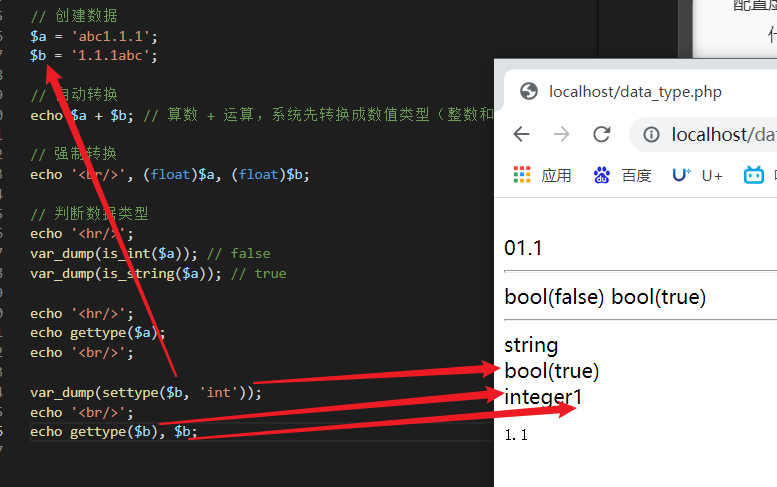 // 创建数据
$a = 'abc1.1.1';
$b = '1.1.1abc';
// 自动转换
echo $a + $b; // 算数 + 运算，系统先转换成数值类型（整数和
// 强制转换
echo '<br/>', (float)$a, (float)$b;
// 判断数据类型
echo '<hr/>';
var_dump(is_int($a)); // false
var_dump(is_string($a)); // true
echo '<hr/>';
echo gettype($a);
echo '<br/>';
var_dump(settype($b, 'int'));
echo '<br/>';
echo gettype($b), $b;
配置虚
localhost/data_type.php
localhost/da
应用 百度 U+
01.1
bool(false) bool(true)
string
bool(true)
integer1
1.1